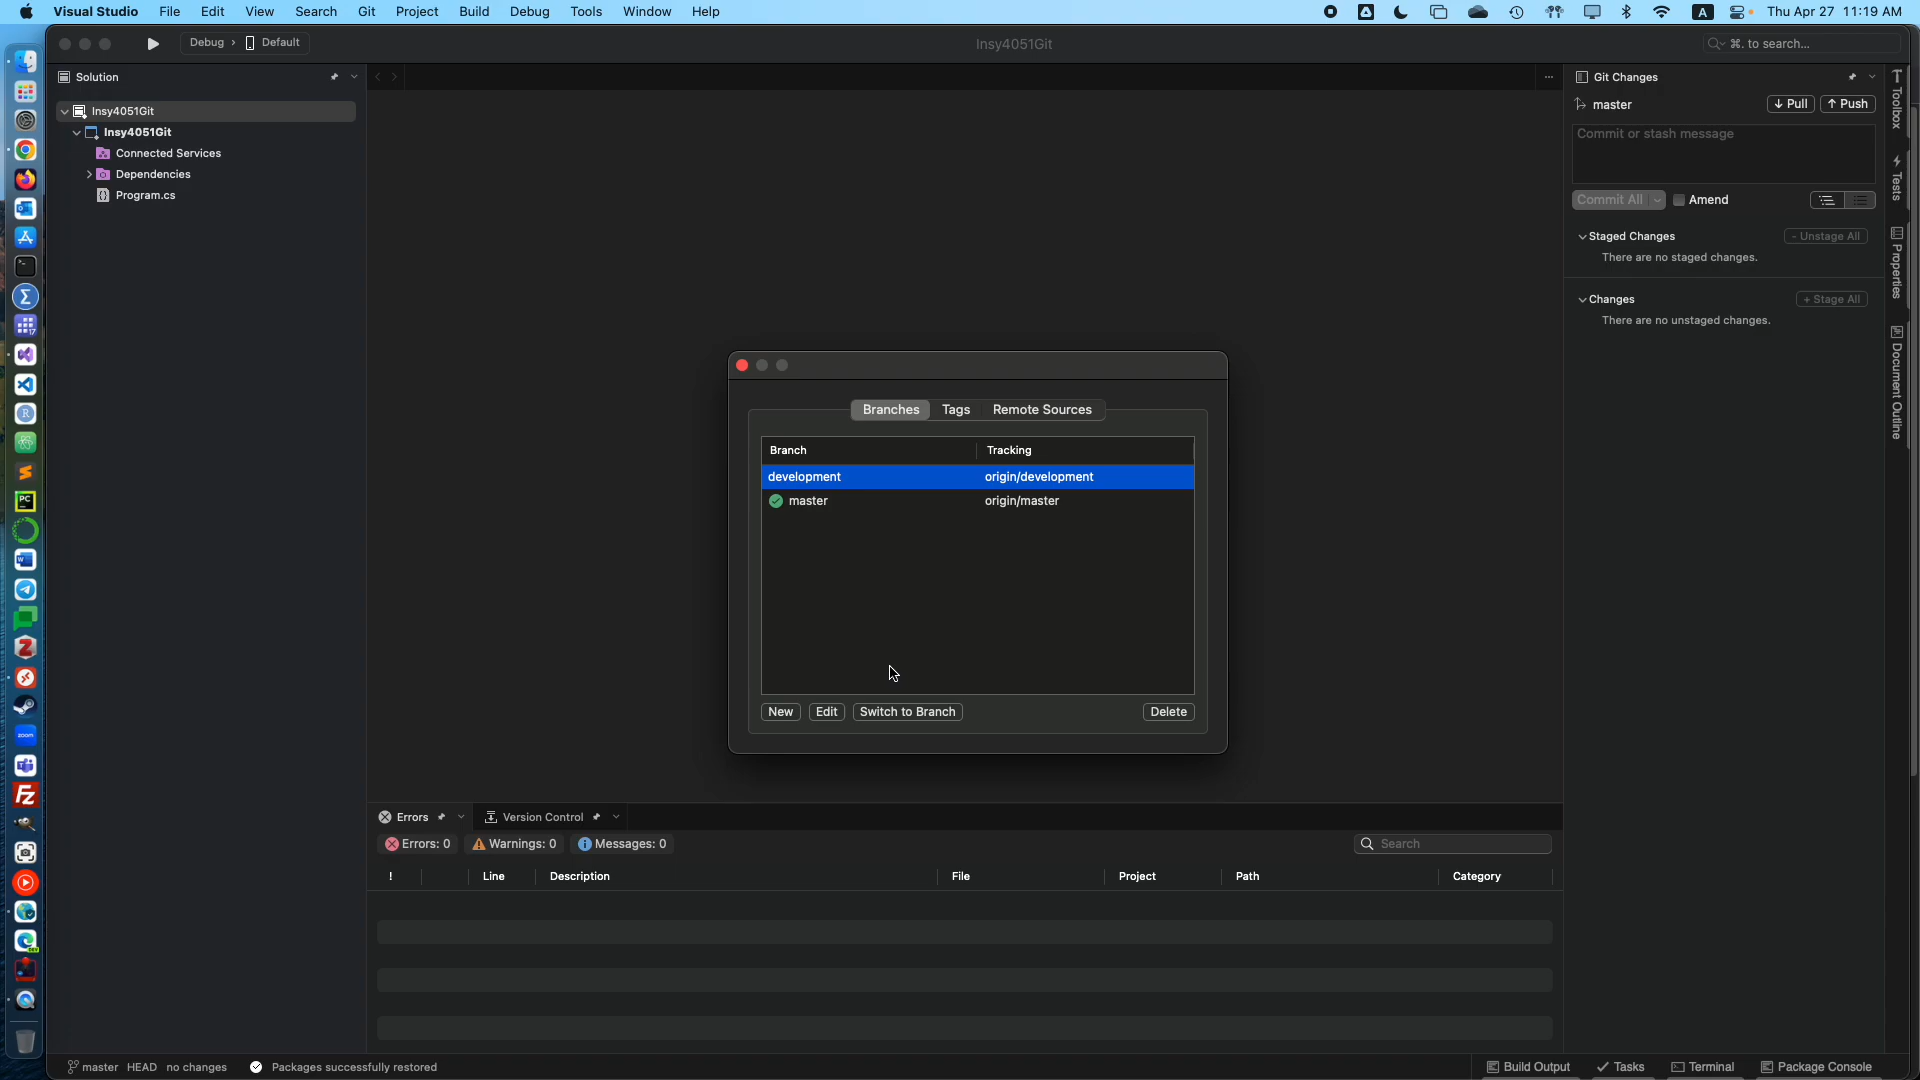 Visual Studio File Edit View Search Git Project Build Debug Tools Window Help
A Thu Apr 27 11:19 AM
Debug › Default
Insy4051Git
⌘. to search...
Solution
Insy4051Git
Insy4051Git
Connected Services
Dependencies
Program.cs
Git Changes
master
Pull
Push
Commit or stash message
Commit All
Amend
Staged Changes
- Unstage All
There are no staged changes.
Changes
+ Stage All
There are no unstaged changes.
Toolbox
Tests
Properties
Document Outline
Branches Tags Remote Sources
Branch Tracking
development origin/development
master origin/master
New Edit Switch to Branch Delete
Errors Version Control
Errors: 0 Warnings: 0 Messages: 0
Search
! Line Description File Project Path Category
master HEAD no changes Packages successfully restored
Build Output Tasks Terminal Package Console
17
R
PC
zoom
Z
Fz